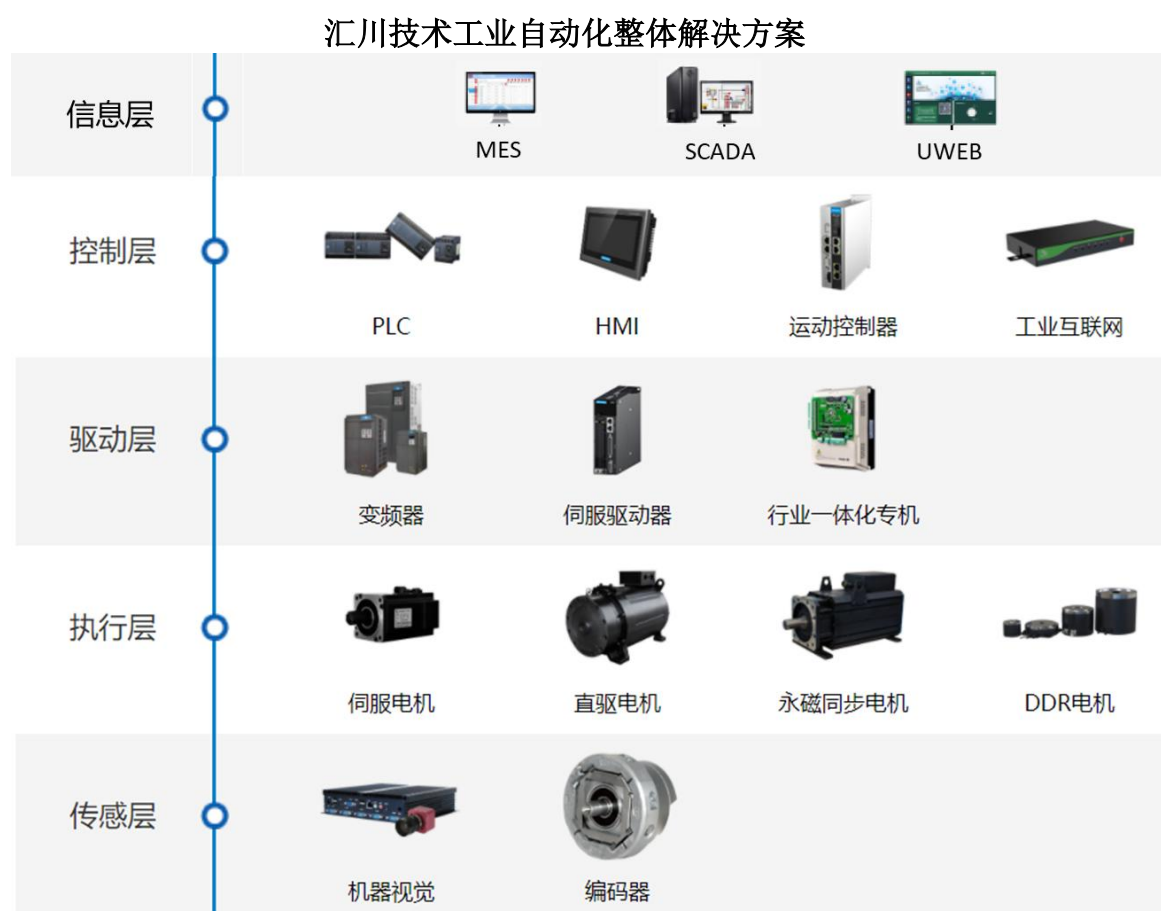 汇川技术工业自动化整体解决方案
信息层
MES
SCADA
UWEB
控制层
PLC
HMI
运动控制器
工业互联网
驱动层
变频器
伺服驱动器
行业一体化专机
执行层
伺服电机
直驱电机
永磁同步电机
DDR电机
传感层
机器视觉
编码器